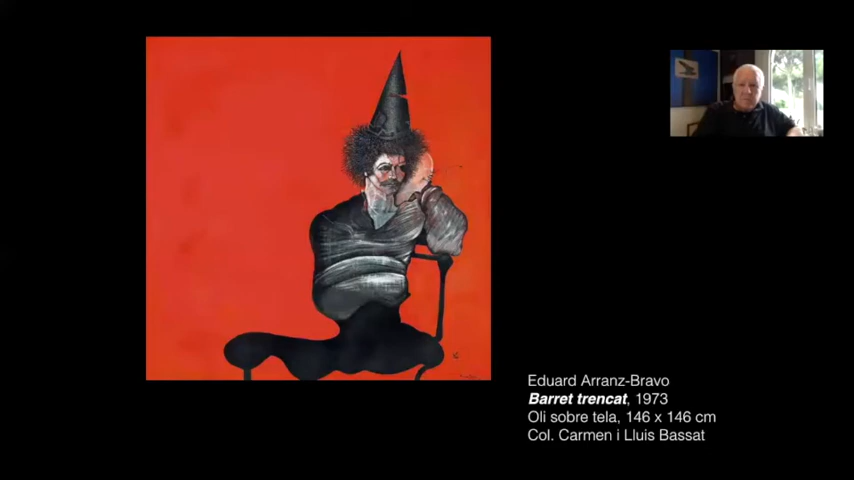 Eduard Arranz-Bravo
Barret trencat, 1973
Oli sobre tela, 146 x 146 cm
Col. Carmen i Lluis Bassat